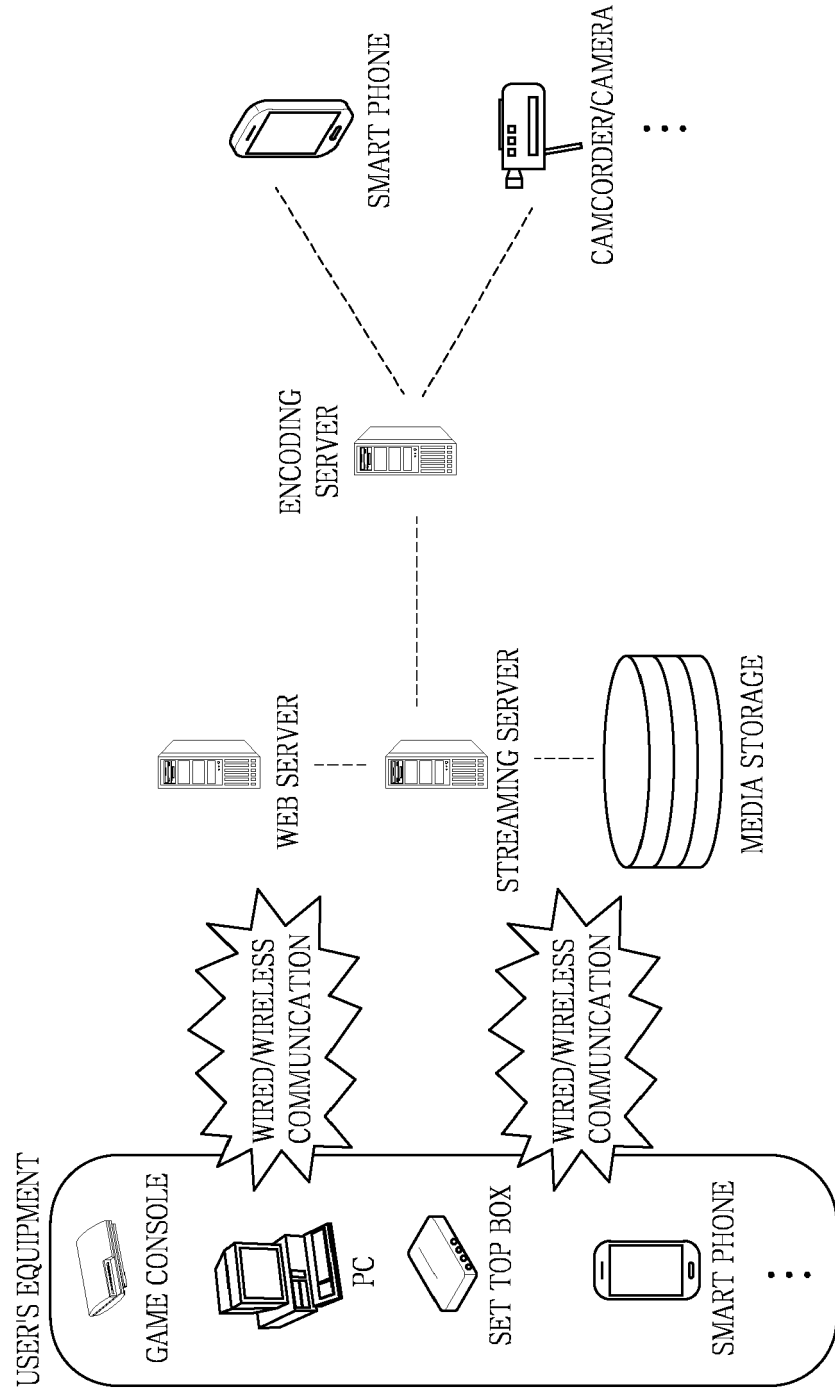 USER'S EQUIPMENT
GAME CONSOLE
PC
SET TOP BOX
SMART PHONE
WIRED/WIRELESS
COMMUNICATION
WIRED/WIRELESS
COMMUNICATION
WEB SERVER
STREAMING SERVER
MEDIA STORAGE
ENCODING
SERVER
SMART PHONE
CAMCORDER/CAMERA